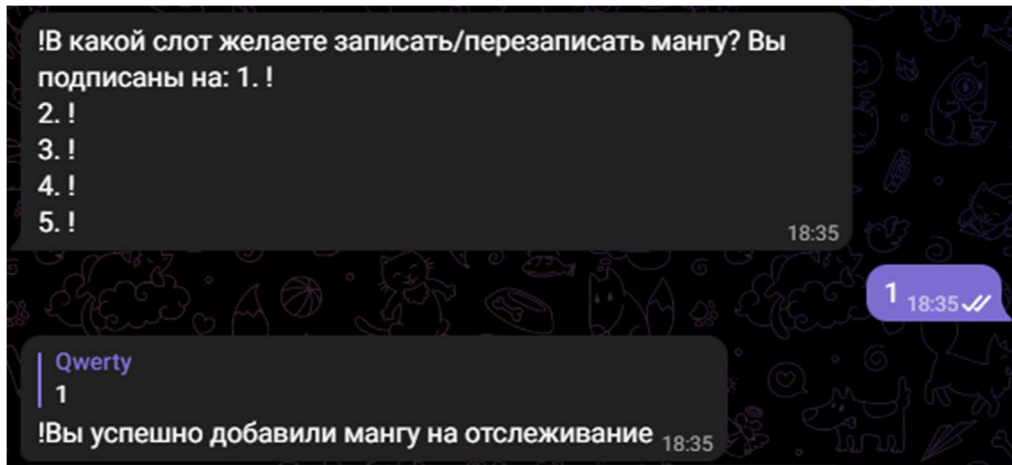 !В какой слот желаете записать/перезаписать мангу? Вы
подписаны на: 1. !
2. !
3. !
4. !
5. !
18:35
1 18:35
Qwerty
1
!Вы успешно добавили мангу на отслеживание 18:35